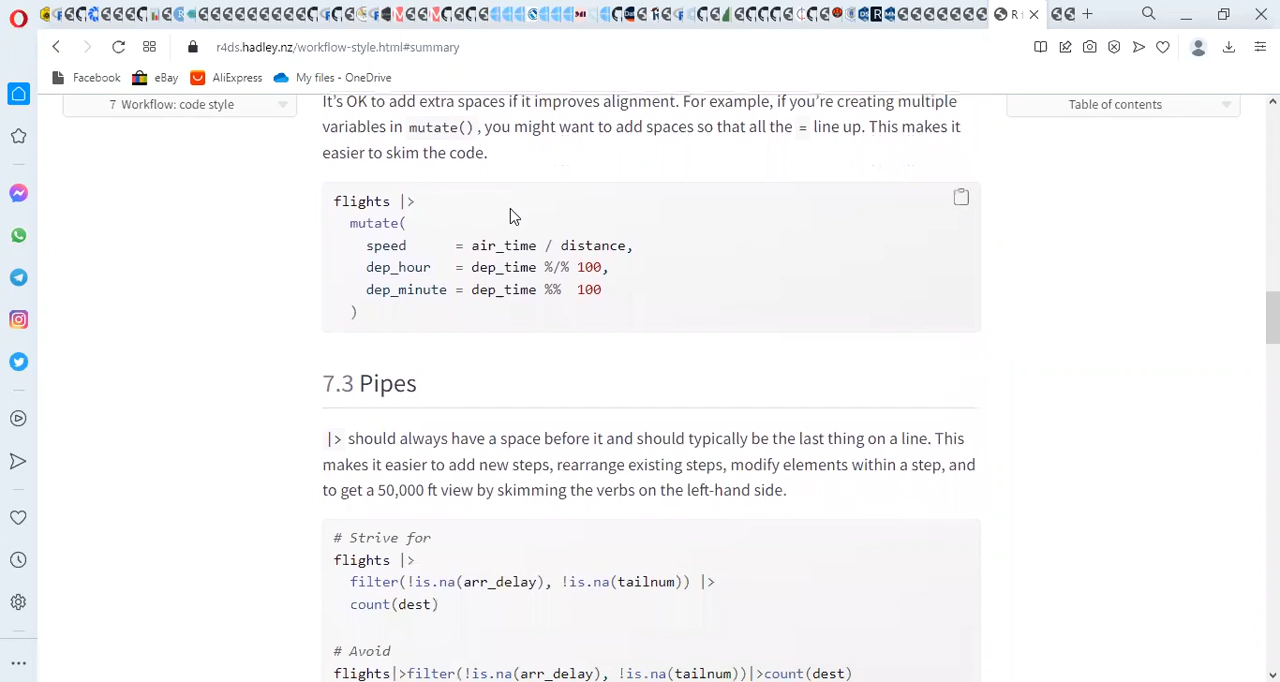 R
r4ds.hadley.nz/workflow-style.html#summary
Facebook
eBay
AliExpress
My files - OneDrive
7 Workflow: code style
Table of contents
It’s OK to add extra spaces if it improves alignment. For example, if you’re creating multiple
variables in mutate(), you might want to add spaces so that all the = line up. This makes it
easier to skim the code.
flights |>
mutate(
speed = air_time / distance,
dep_hour = dep_time %/% 100,
dep_minute = dep_time %% 100
)
7.3 Pipes
|> should always have a space before it and should typically be the last thing on a line. This
makes it easier to add new steps, rearrange existing steps, modify elements within a step, and
to get a 50,000 ft view by skimming the verbs on the left-hand side.
# Strive for
flights |>
filter(!is.na(arr_delay), !is.na(tailnum)) |>
count(dest)
# Avoid
flights|>filter(!is.na(arr_delay), !is.na(tailnum))|>count(dest)